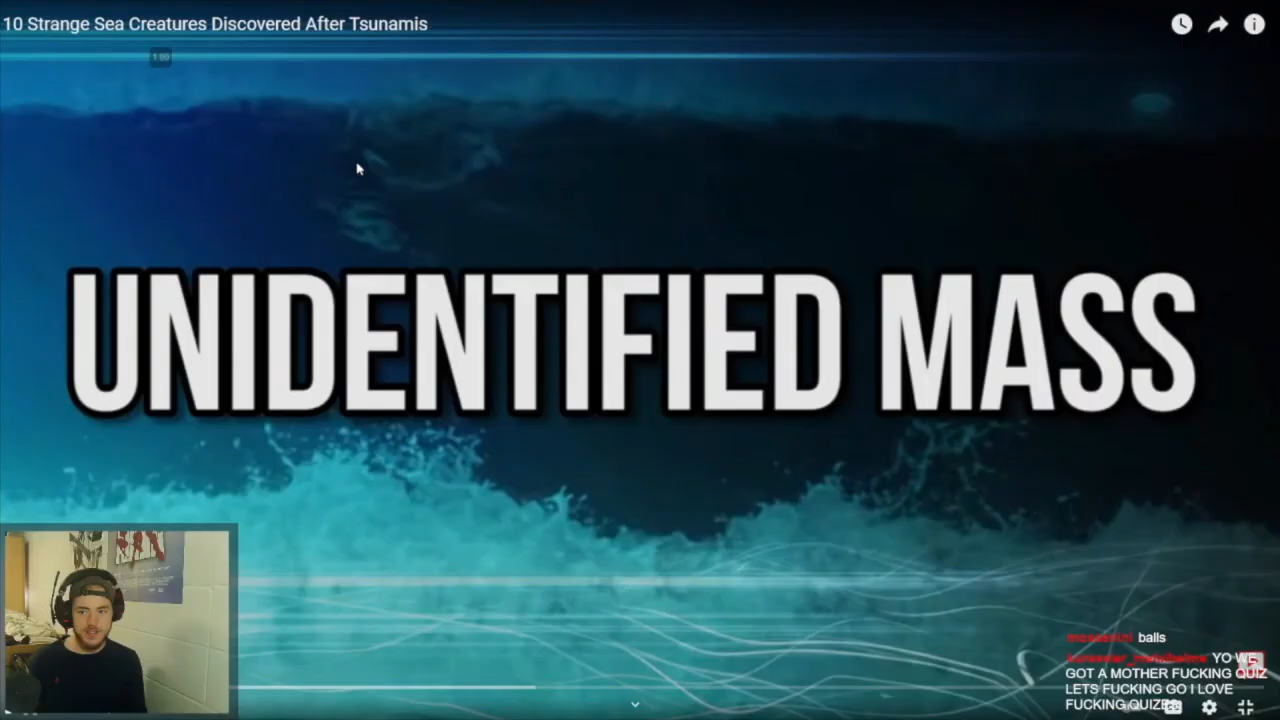 10 Strange Sea Creatures Discovered After Tsunamis
UNIDENTIFIED MASS
balls
YO WE
GOT A MOTHER FUCKING QUIZ
LETS FUCKING GO I LOVE
FUCKING QUIZES